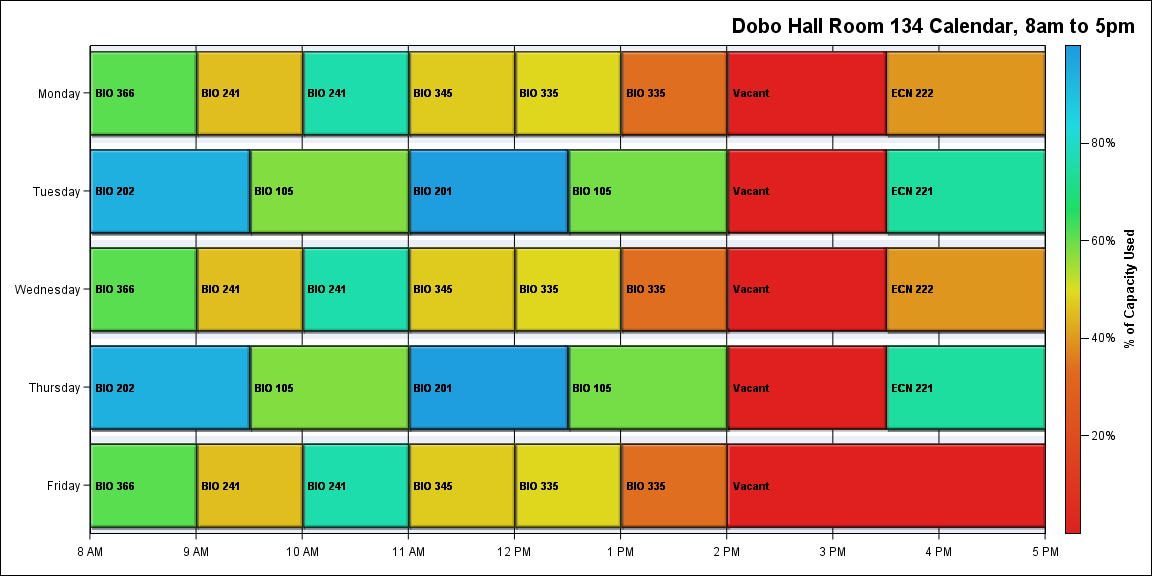 Dobo Hall Room 134 Calendar, 8am to 5pm
Monday
BIO 366
BIO 241
BIO 241
BIO 345
BIO 335
BIO 335
Vacant
ECN 222
Tuesday
BIO 202
BIO 105
BIO 201
BIO 105
Vacant
ECN 221
Wednesday
BIO 366
BIO 241
BIO 241
BIO 345
BIO 335
BIO 335
Vacant
ECN 222
Thursday
BIO 202
BIO 105
BIO 201
BIO 105
Vacant
ECN 221
Friday
BIO 366
BIO 241
BIO 241
BIO 345
BIO 335
BIO 335
Vacant
8 AM
9 AM
10 AM
11 AM
12 PM
1 PM
2 PM
3 PM
4 PM
5 PM
80%
60%
40%
20%
% of Capacity Used